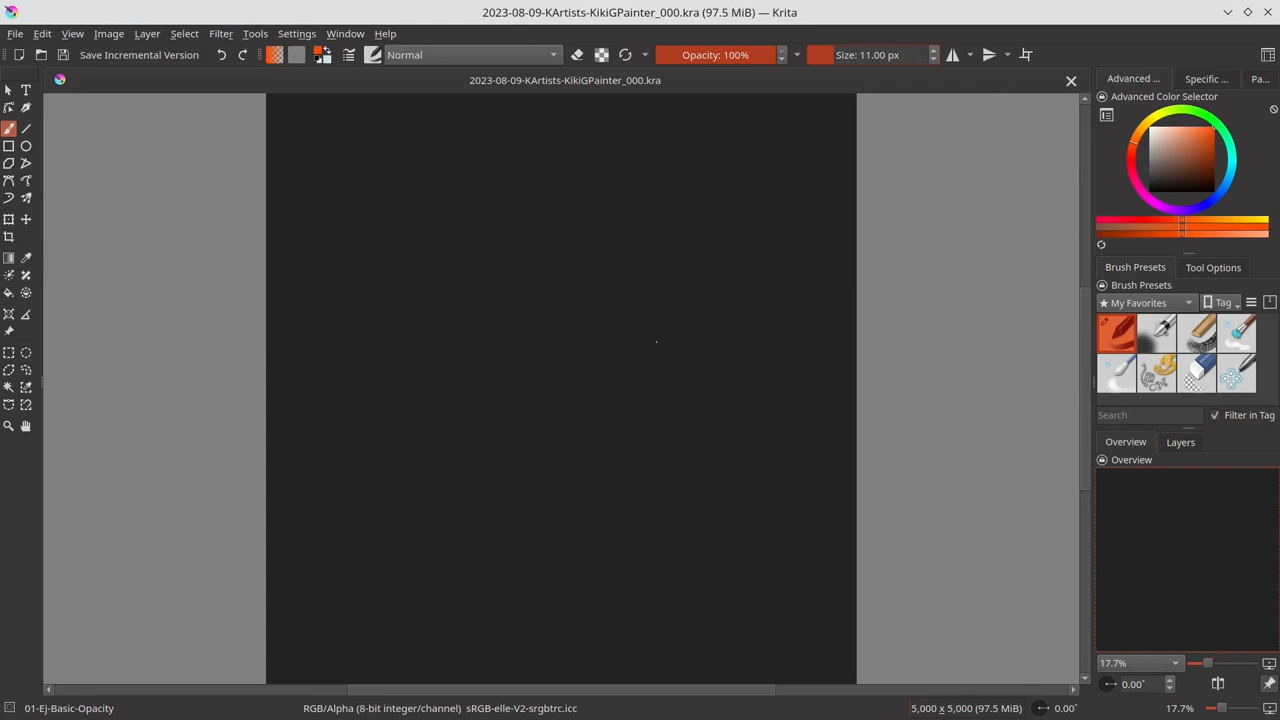 2023-08-09-KArtists-KikiGPainter_000.kra (97.5 MiB) — Krita
File Edit View Image Layer Select Filter Tools Settings Window Help
Save Incremental Version Normal Opacity: 100% Size: 11.00 px
2023-08-09-KArtists-KikiGPainter_000.kra
Advanced ... Specific ... Pa...
Advanced Color Selector
Brush Presets Tool Options
Brush Presets
★ My Favorites Tag
Search Filter in Tag
Overview Layers
Overview
17.7%
0.00°
01-Ej-Basic-Opacity RGB/Alpha (8-bit integer/channel) sRGB-elle-V2-srgbtrc.icc 5,000 x 5,000 (97.5 MiB) 0.00° 17.7%